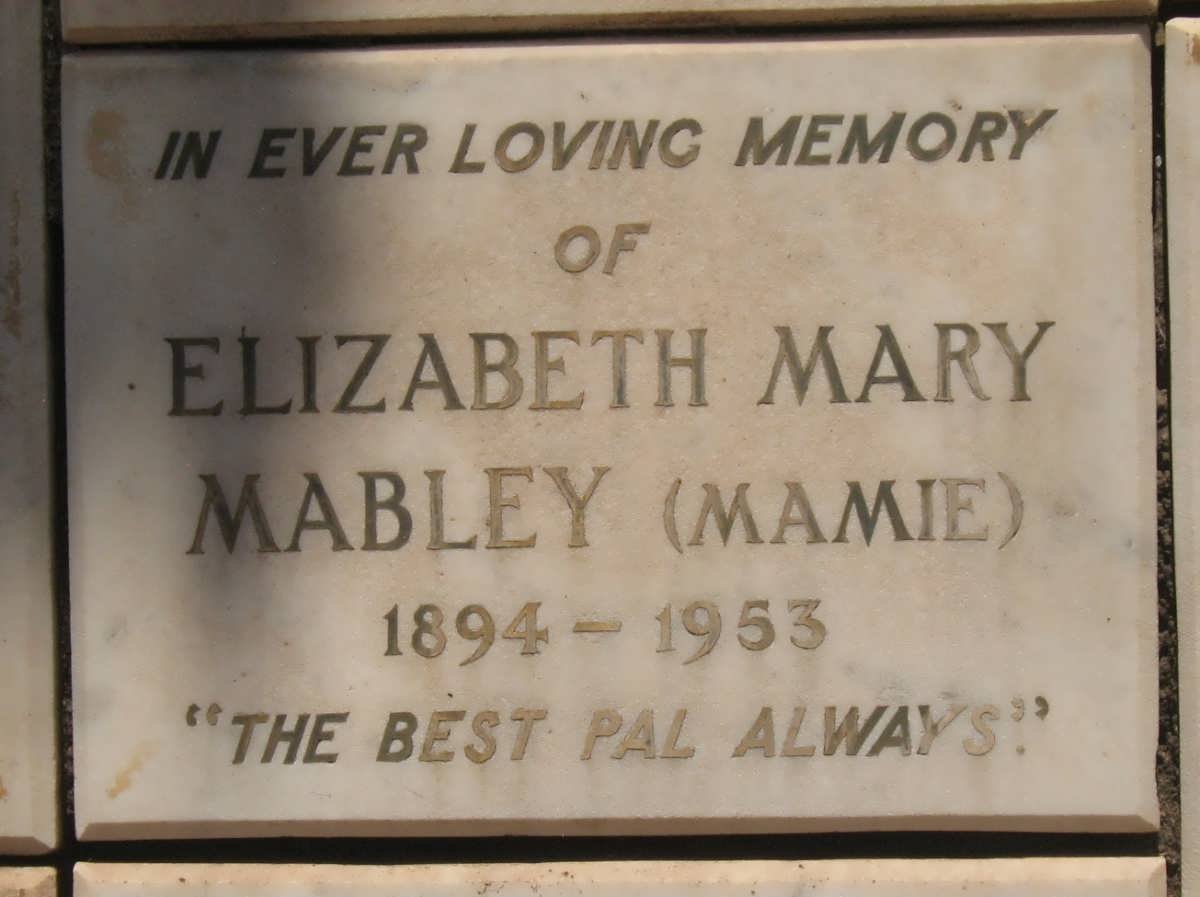 IN EVER LOVING MEMORY
OF
ELIZABETH MARY
MABLEY (MAMIE)
1894 – 1953
"THE BEST PAL ALWAYS."